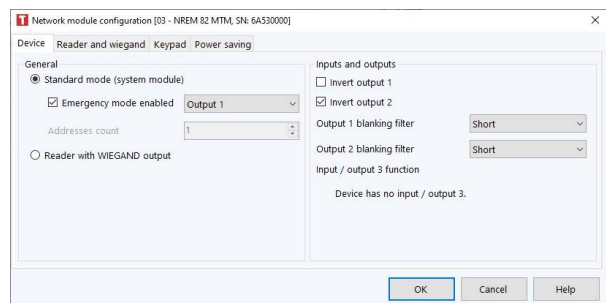 Network module configuration [03 - NREM 82 MTM, SN: 6A530000]
Device Reader and wiegand Keypad Power saving
General
Standard mode (system module)
Emergency mode enabled Output 1
Addresses count 1
Reader with WIEGAND output
Inputs and outputs
Invert output 1
Invert output 2
Output 1 blanking filter Short
Output 2 blanking filter Short
Input / output 3 function
Device has no input / output 3.
OK Cancel Help